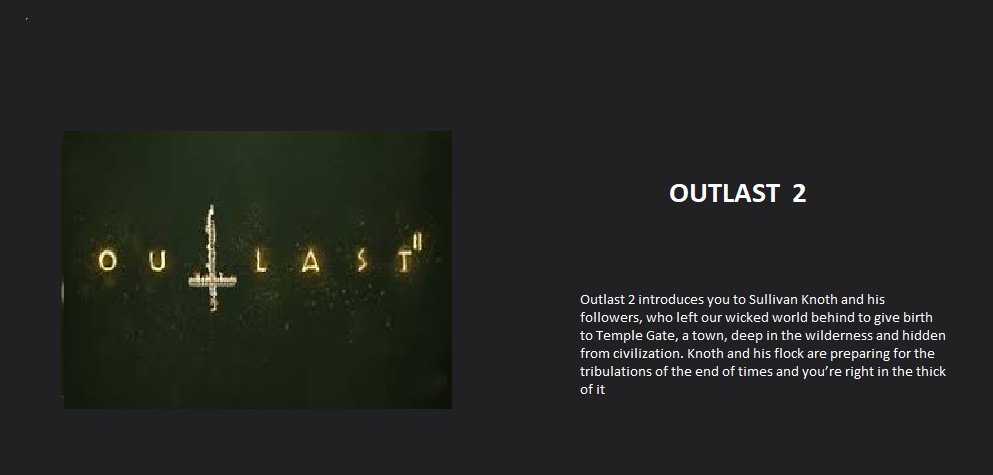 OU LAST II
OUTLAST 2
Outlast 2 introduces you to Sullivan Knoth and his
followers, who left our wicked world behind to give birth
to Temple Gate, a town, deep in the wilderness and hidden
from civilization. Knoth and his flock are preparing for the
tribulations of the end of times and you’re right in the thick
of it